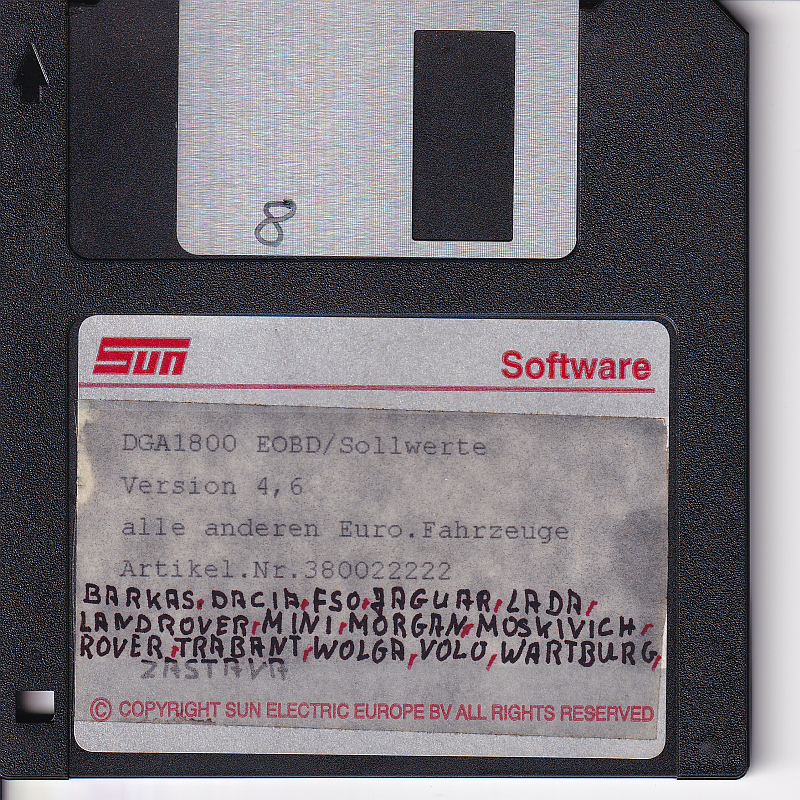 8
Sun Software
DGA1800 EOBD/Sollwerte
Version 4,6
alle anderen Euro.Fahrzeuge
Artikel.Nr.380022222
BARKAS, DACIA, FSO, JAGUAR, LADA,
LANDROVER, MINI, MORGAN, MOSKIVICH,
ROVER, TRABANT, WOLGA, VOLO, WARTBURG,
ZASTAVA
© COPYRIGHT SUN ELECTRIC EUROPE BV ALL RIGHTS RESERVED